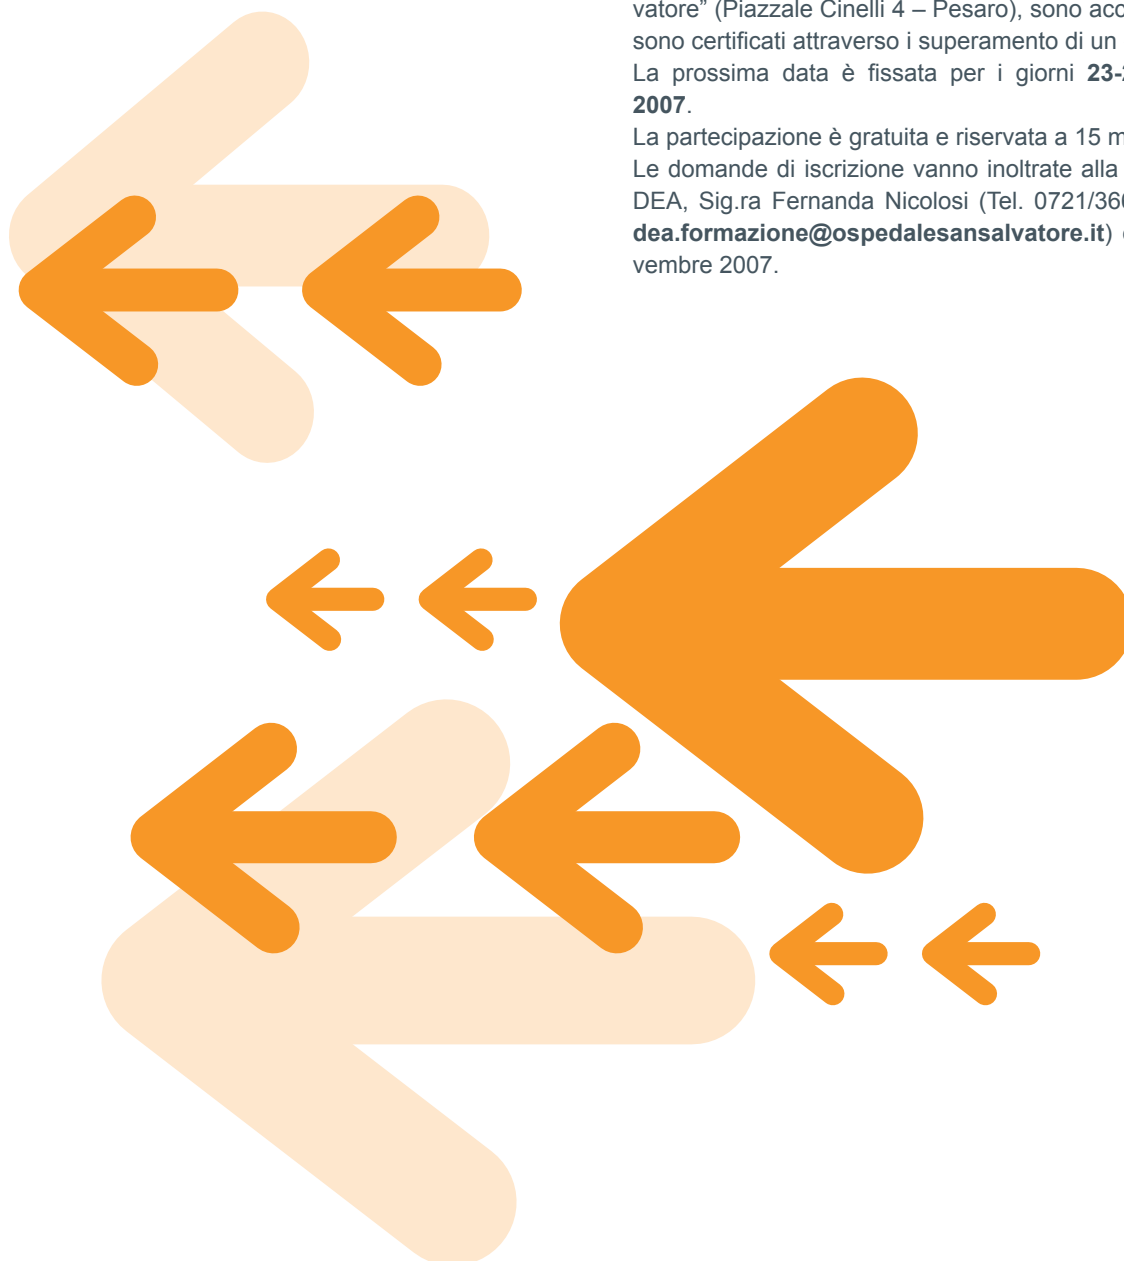 vatore” (Piazzale Cinelli 4 – Pesaro), sono
sono certificati attraverso i superamento di un
La prossima data è fissata per i giorni 23-
2007.
La partecipazione è gratuita e riservata a 15
Le domande di iscrizione vanno inoltrate alla
DEA, Sig.ra Fernanda Nicolosi (Tel. 0721/36
dea.formazione@ospedalesansalvatore.it)
vembre 2007.